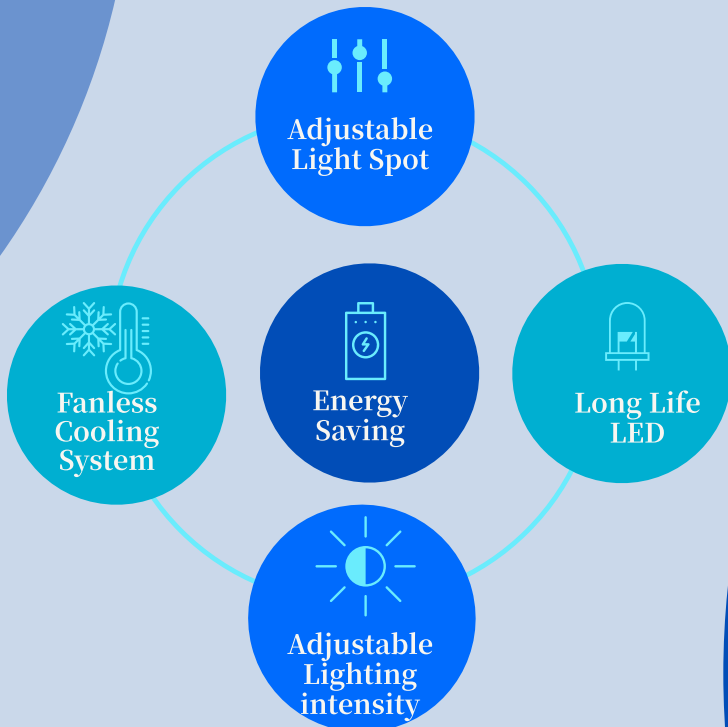 Adjustable
Light Spot
Fanless
Cooling
System
Energy
Saving
Long Life
LED
Adjustable
Lighting
intensity